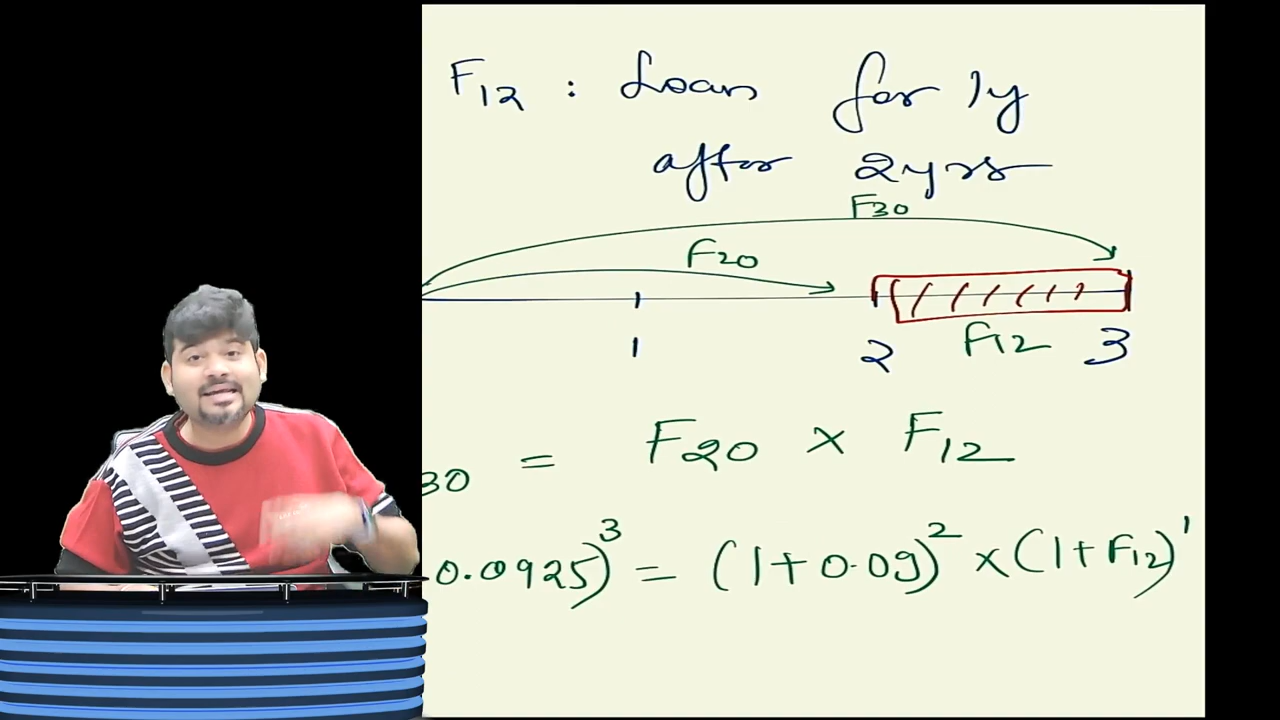 F12 : Loan for 1y
after 2yrs
F30
F20
1 2 F12 3
30 = F20 × F12
0.0925)³ = (1+0.09)² × (1+F12)¹